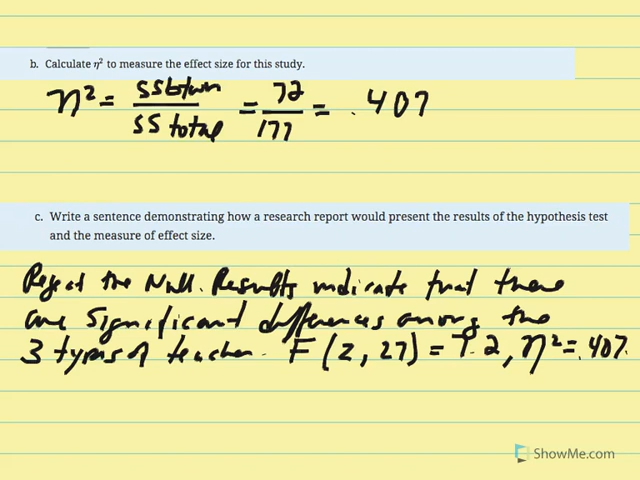 b. Calculate η² to measure the effect size for this study.
η² = SSbtwn / SS total = 72 / 177 = .407
c. Write a sentence demonstrating how a research report would present the results of the hypothesis test
and the measure of effect size.
Reject the Null. Results indicate that there
are significant differences among the
3 types of teacher. F(2,27) = 7.2, η² = .407.
ShowMe.com